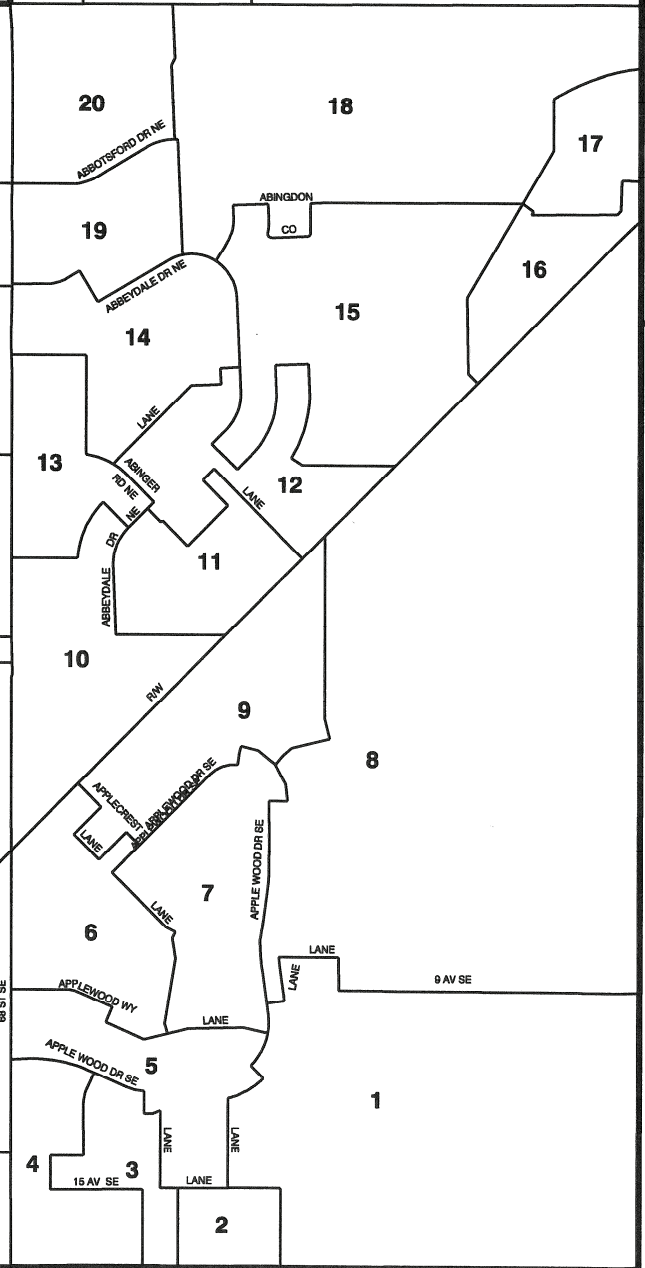 20
18
17
ABBOTSFORD DR NE
ABINGDON
CO
19
16
ABBEYDALE DR NE
15
14
LANE
13
ABINGER
RD NE
12
LANE
NE
DR
11
ABBEYDALE
10
R/W
9
8
APPLEWOOD DR SE
APPLECREST
LANE
APPLE WOOD DR SE
7
LANE
6
LANE
LANE
9 AV SE
68 ST SE
APPLEWOOD WY
LANE
APPLE WOOD DR SE
5
1
LANE
LANE
4
3
15 AV SE
LANE
2